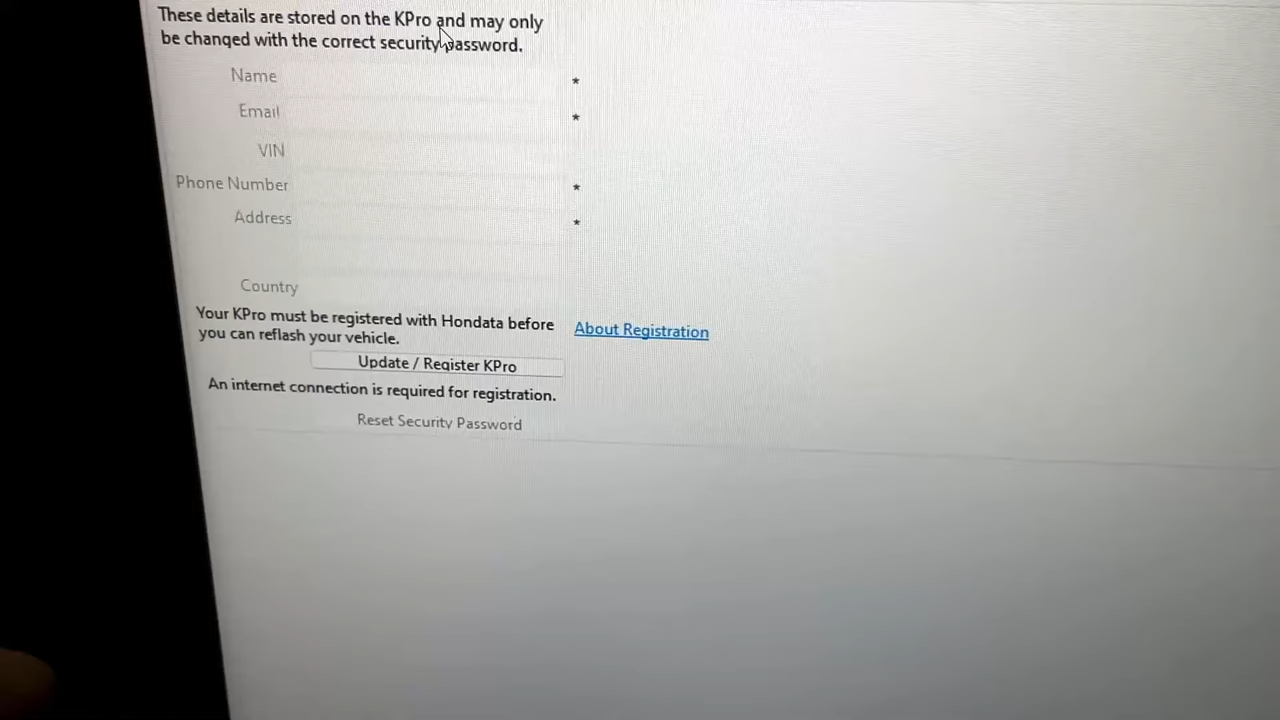 These details are stored on the KPro and may only
be changed with the correct security password.
Name *
Email *
VIN
Phone Number *
Address *
Country
Your KPro must be registered with Hondata before
you can reflash your vehicle.
About Registration
Update / Register KPro
An internet connection is required for registration.
Reset Security Password